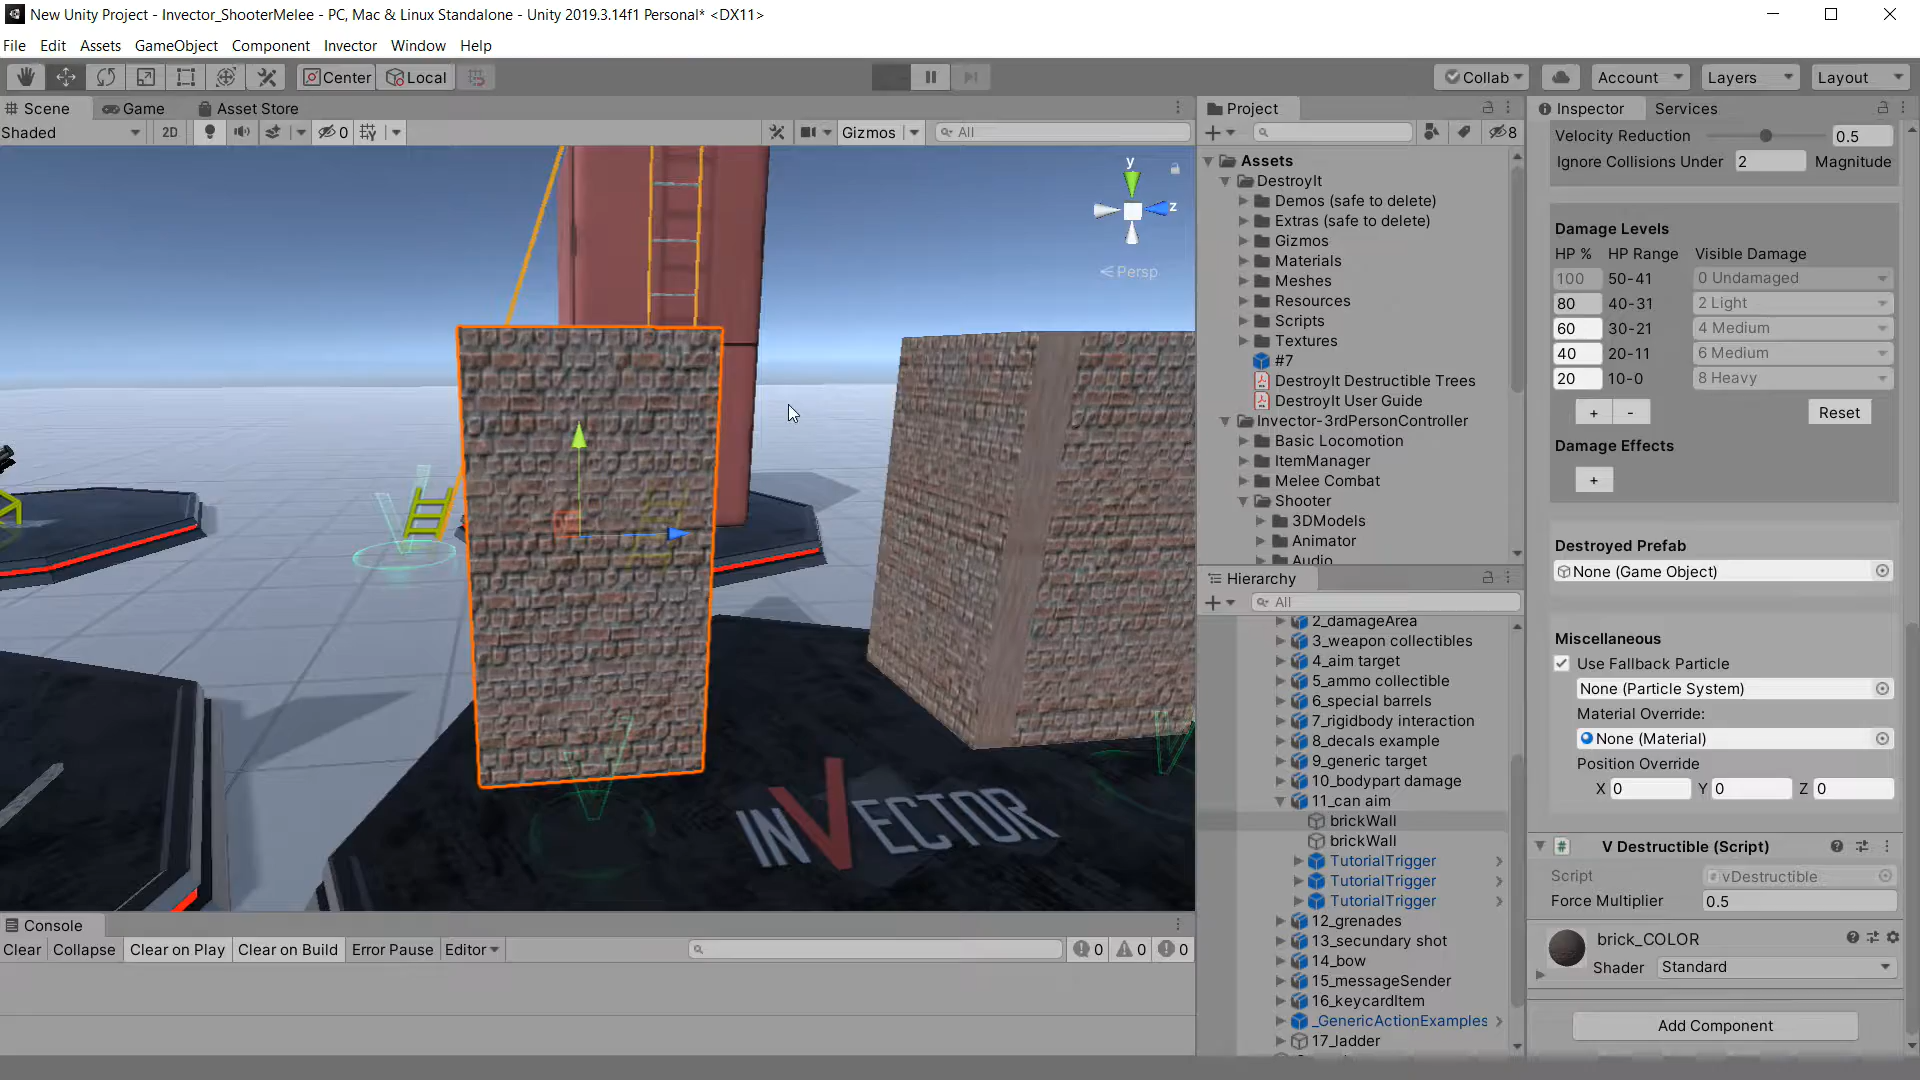 New Unity Project - Invector_ShooterMelee - PC, Mac & Linux Standalone - Unity 2019.3.14f1 Personal* <DX11>
File Edit Assets GameObject Component Invector Window Help
Center Local Collab Account Layers Layout
Scene Game Asset Store
Shaded 2D 0 Gizmos All
y
z
Persp
INVECTOR
Console
Clear Collapse Clear on Play Clear on Build Error Pause Editor 0 0 0
Project
8
Assets
DestroyIt
Demos (safe to delete)
Extras (safe to delete)
Gizmos
Materials
Meshes
Resources
Scripts
Textures
#7
DestroyIt Destructible Trees
DestroyIt User Guide
Invector-3rdPersonController
Basic Locomotion
ItemManager
Melee Combat
Shooter
3DModels
Animator
Audio
Hierarchy
All
2_damageArea
3_weapon collectibles
4_aim target
5_ammo collectible
6_special barrels
7_rigidbody interaction
8_decals example
9_generic target
10_bodypart damage
11_can aim
brickWall
brickWall
TutorialTrigger
TutorialTrigger
TutorialTrigger
12_grenades
13_secundary shot
14_bow
15_messageSender
16_keycardItem
_GenericActionExamples
17_ladder
Inspector Services
Velocity Reduction 0.5
Ignore Collisions Under 2 Magnitude
Damage Levels
HP % HP Range Visible Damage
100 50-41 0 Undamaged
80 40-31 2 Light
60 30-21 4 Medium
40 20-11 6 Medium
20 10-0 8 Heavy
+ - Reset
Damage Effects
+
Destroyed Prefab
None (Game Object)
Miscellaneous
Use Fallback Particle
None (Particle System)
Material Override:
None (Material)
Position Override
X 0 Y 0 Z 0
V Destructible (Script)
Script vDestructible
Force Multiplier 0.5
brick_COLOR
Shader Standard
Add Component